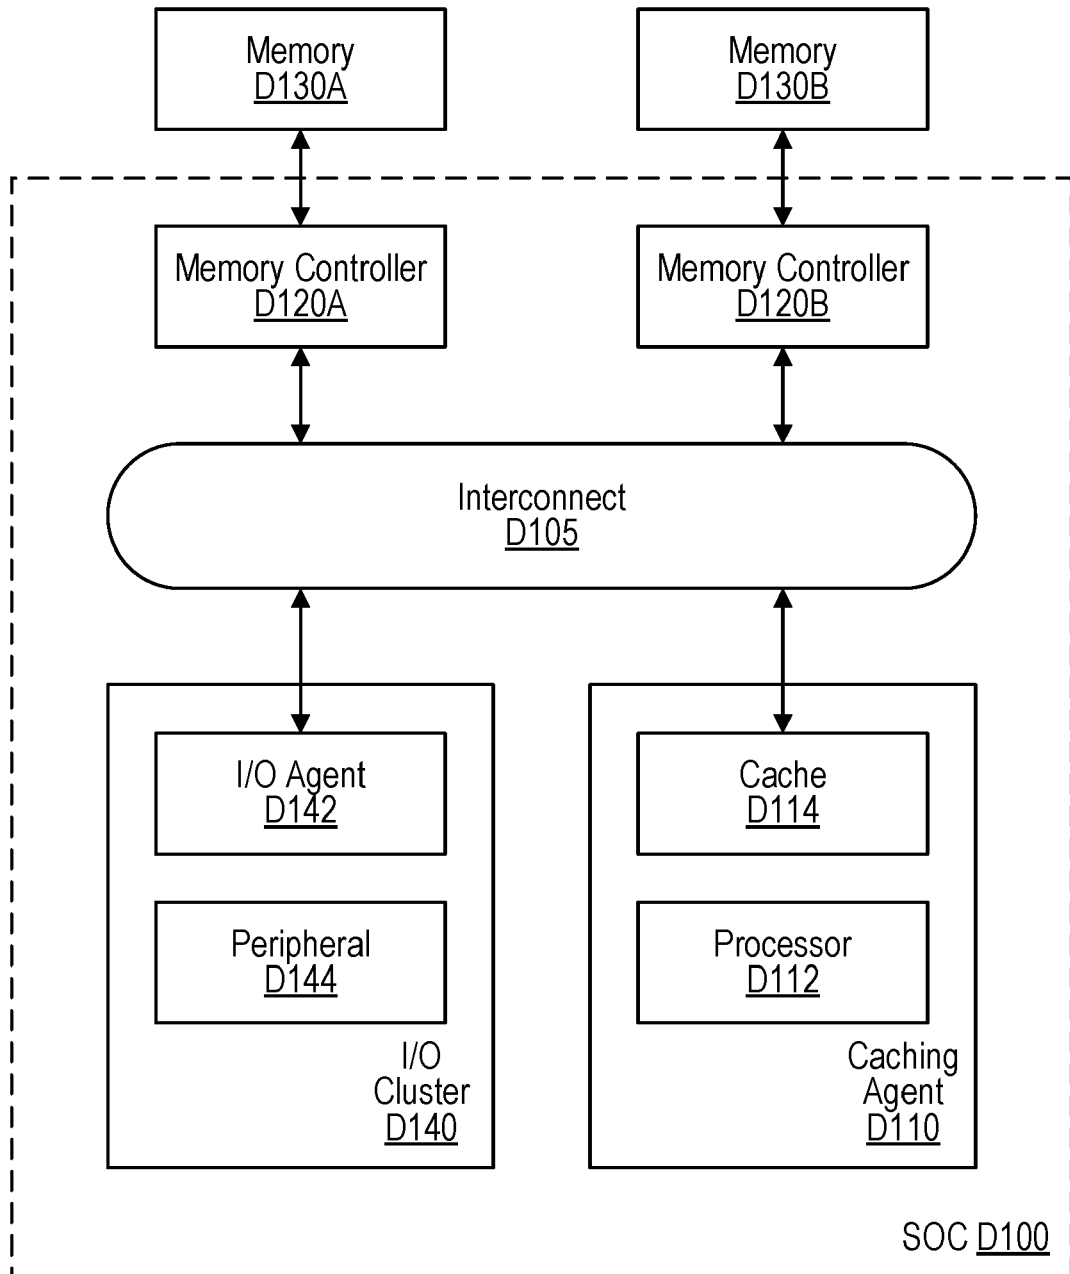 Memory
D130A
Memory
D130B
Memory Controller
D120A
Memory Controller
D120B
Interconnect
D105
I/O Agent
D142
Cache
D114
Peripheral
D144
Processor
D112
I/O
Cluster
D140
Caching
Agent
D110
SOC D100